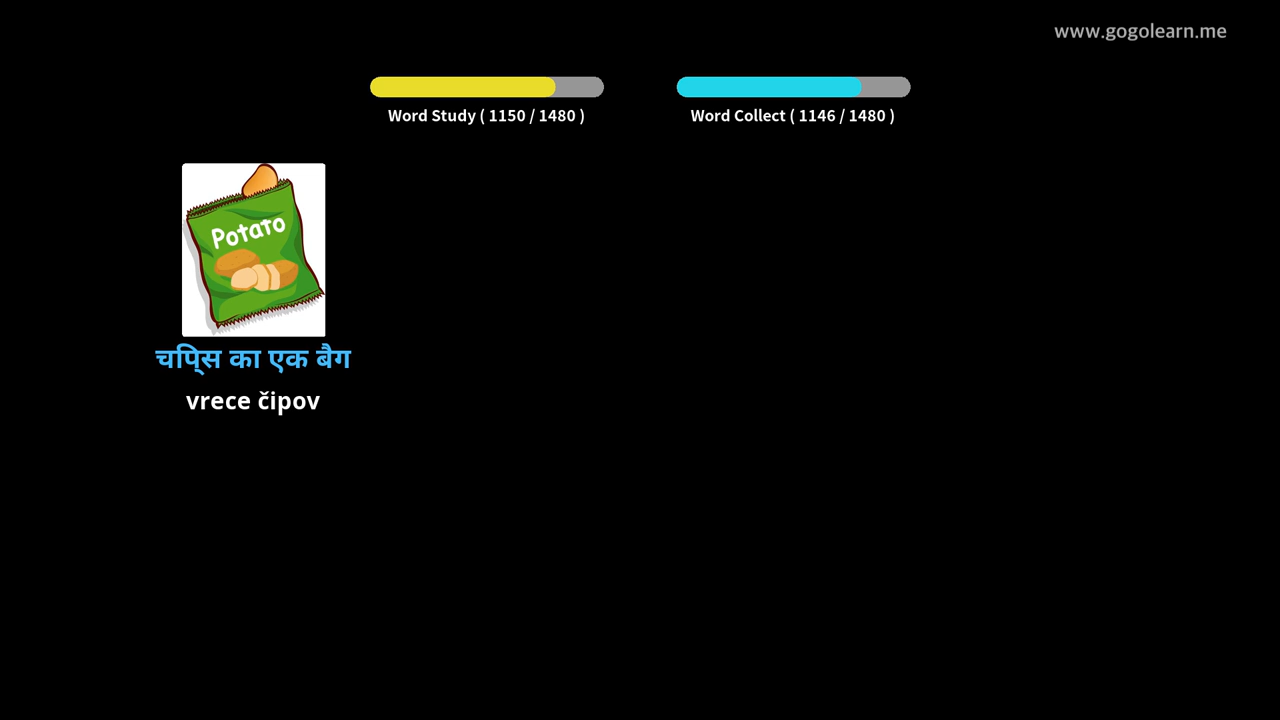 www.gogolearn.me
Word Study ( 1150 / 1480 )
Word Collect ( 1146 / 1480 )
Potato
चिप्स का एक बैग
vrece čipov